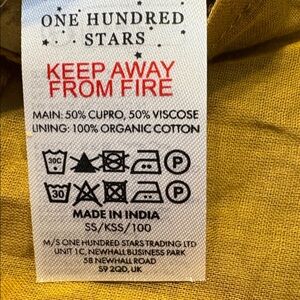 ONE HUNDRED
STARS
KEEP AWAY
FROM FIRE
MAIN: 50% CUPRO, 50% VISCOSE
LINING: 100% ORGANIC COTTON
30C P
30 P
MADE IN INDIA
SS/KSS/100
M/S ONE HUNDRED STARS TRADING LTD
UNIT 1C, NEWHALL BUSINESS PARK
58 NEWHALL ROAD
S9 2QD, UK